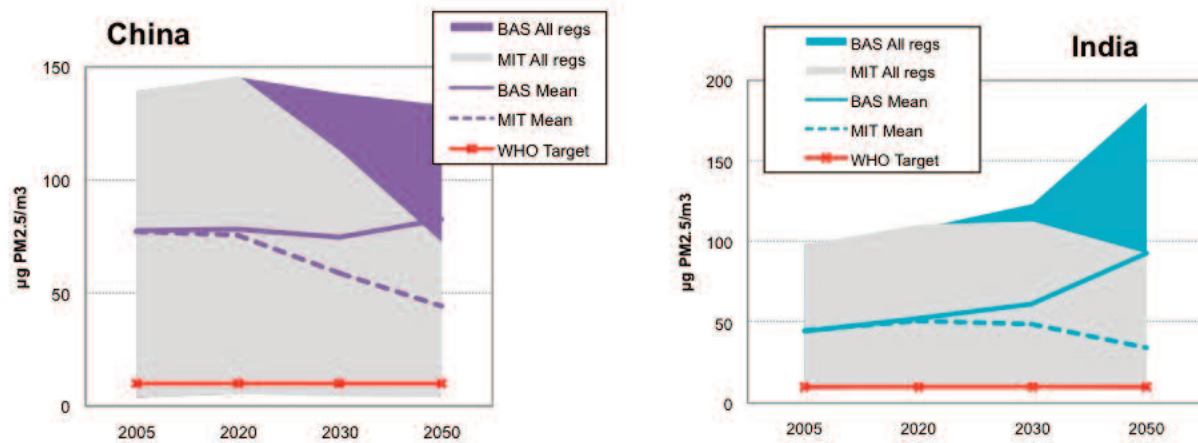 China
BAS All regs
MIT All regs
BAS Mean
MIT Mean
WHO Target
150
100
50
0
µg PM2.5/m3
2005 2020 2030 2050
India
BAS All regs
MIT All regs
BAS Mean
MIT Mean
WHO Target
200
150
100
50
0
µg PM2.5/m3
2005 2020 2030 2050